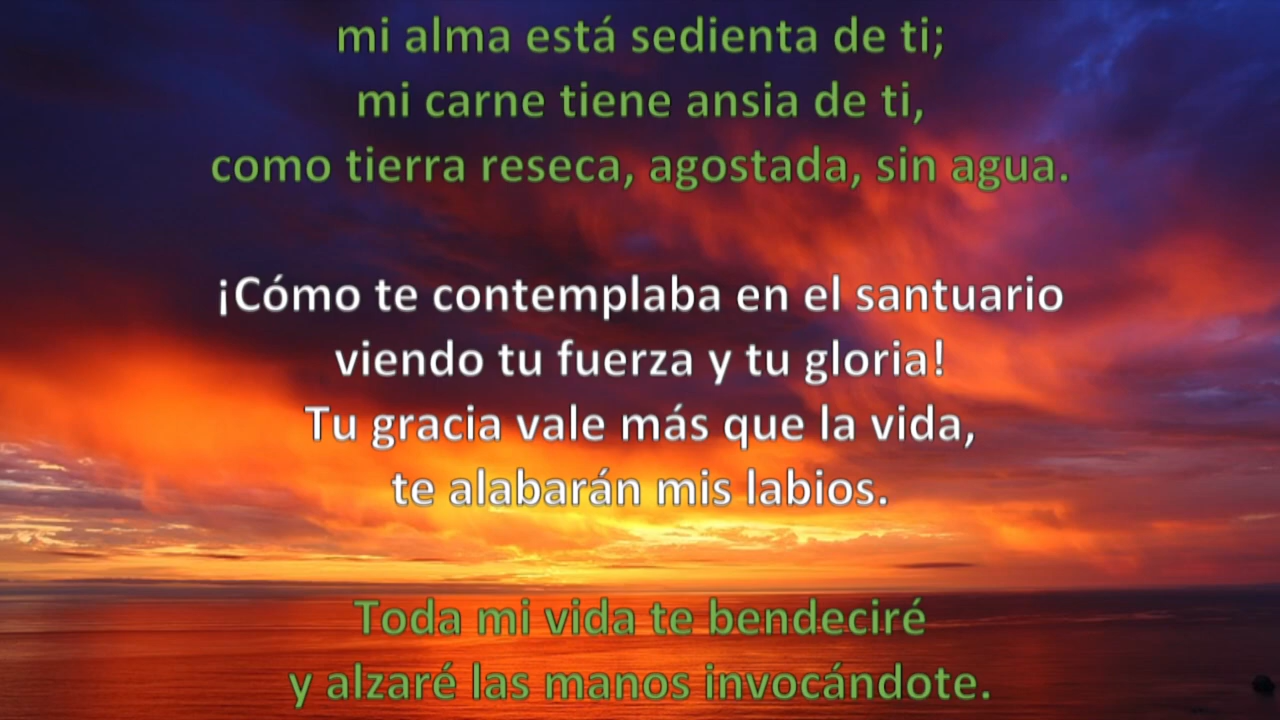 mi alma está sedienta de ti;
mi carne tiene ansia de ti,
como tierra reseca, agostada, sin agua.
¡Cómo te contemplaba en el santuario
viendo tu fuerza y tu gloria!
Tu gracia vale más que la vida,
te alabarán mis labios.
Toda mi vida te bendeciré
y alzaré las manos invocándote.